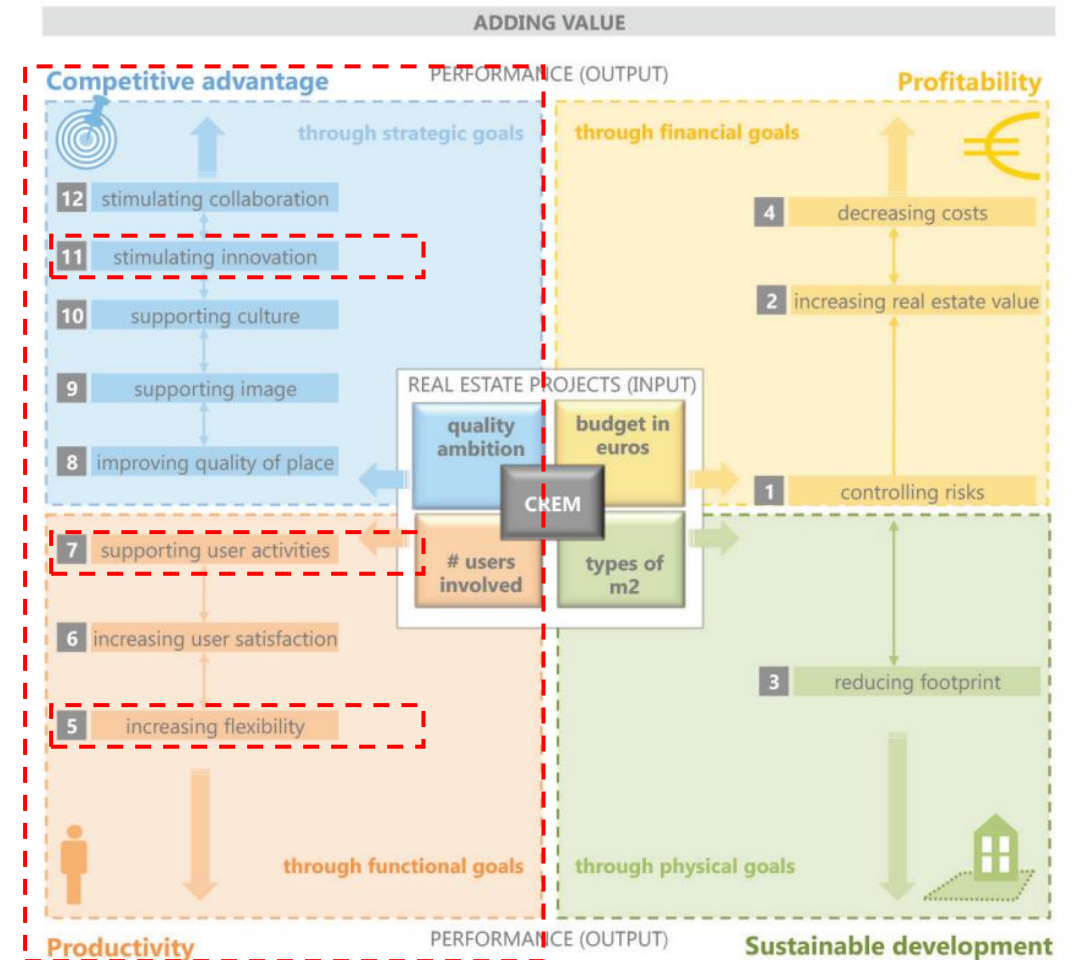 ADDING VALUE
PERFORMANCE (OUTPUT)
Competitive advantage
Profitability
through strategic goals
through financial goals
12 stimulating collaboration
11 stimulating innovation
10 supporting culture
9 supporting image
8 improving quality of place
4 decreasing costs
2 increasing real estate value
1 controlling risks
REAL ESTATE PROJECTS (INPUT)
quality
ambition
budget in
euros
CREM
# users
involved
types of
m2
7 supporting user activities
6 increasing user satisfaction
5 increasing flexibility
3 reducing footprint
through functional goals
through physical goals
Productivity
PERFORMANCE (OUTPUT)
Sustainable development